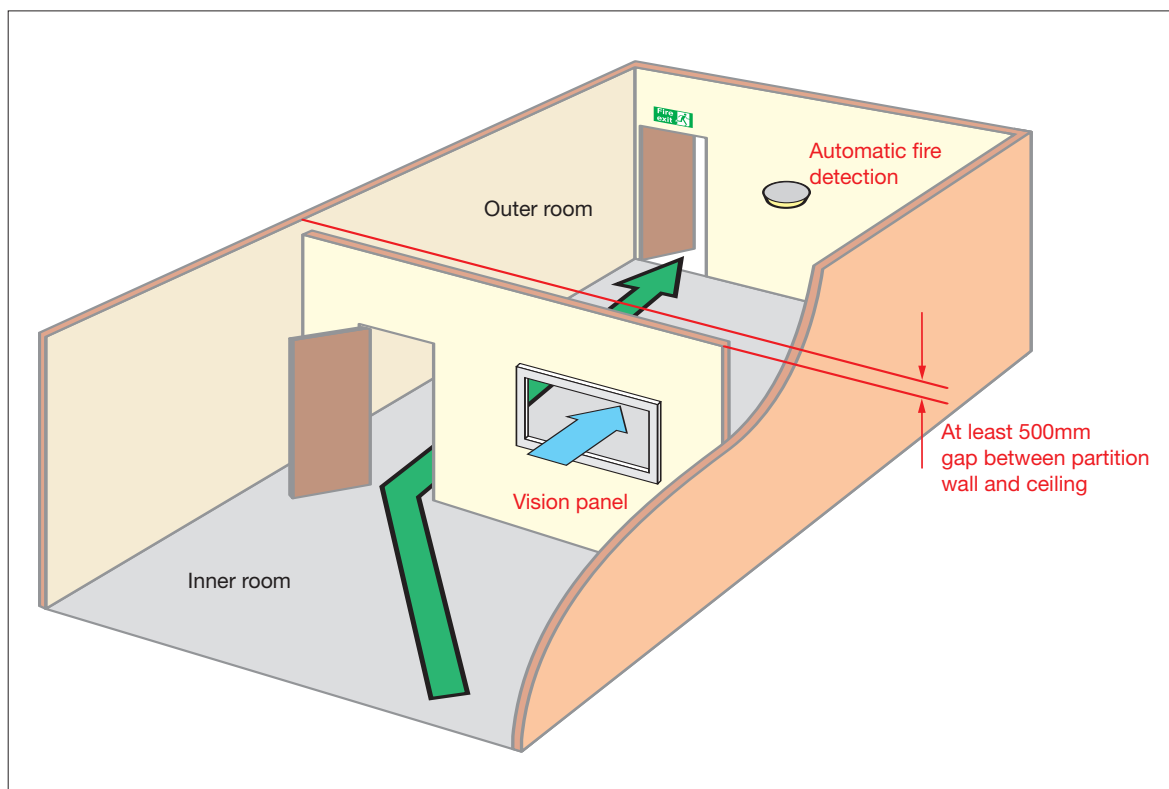 Fire
exit
Automatic fire
detection
Outer room
At least 500mm
gap between partition
wall and ceiling
Vision panel
Inner room